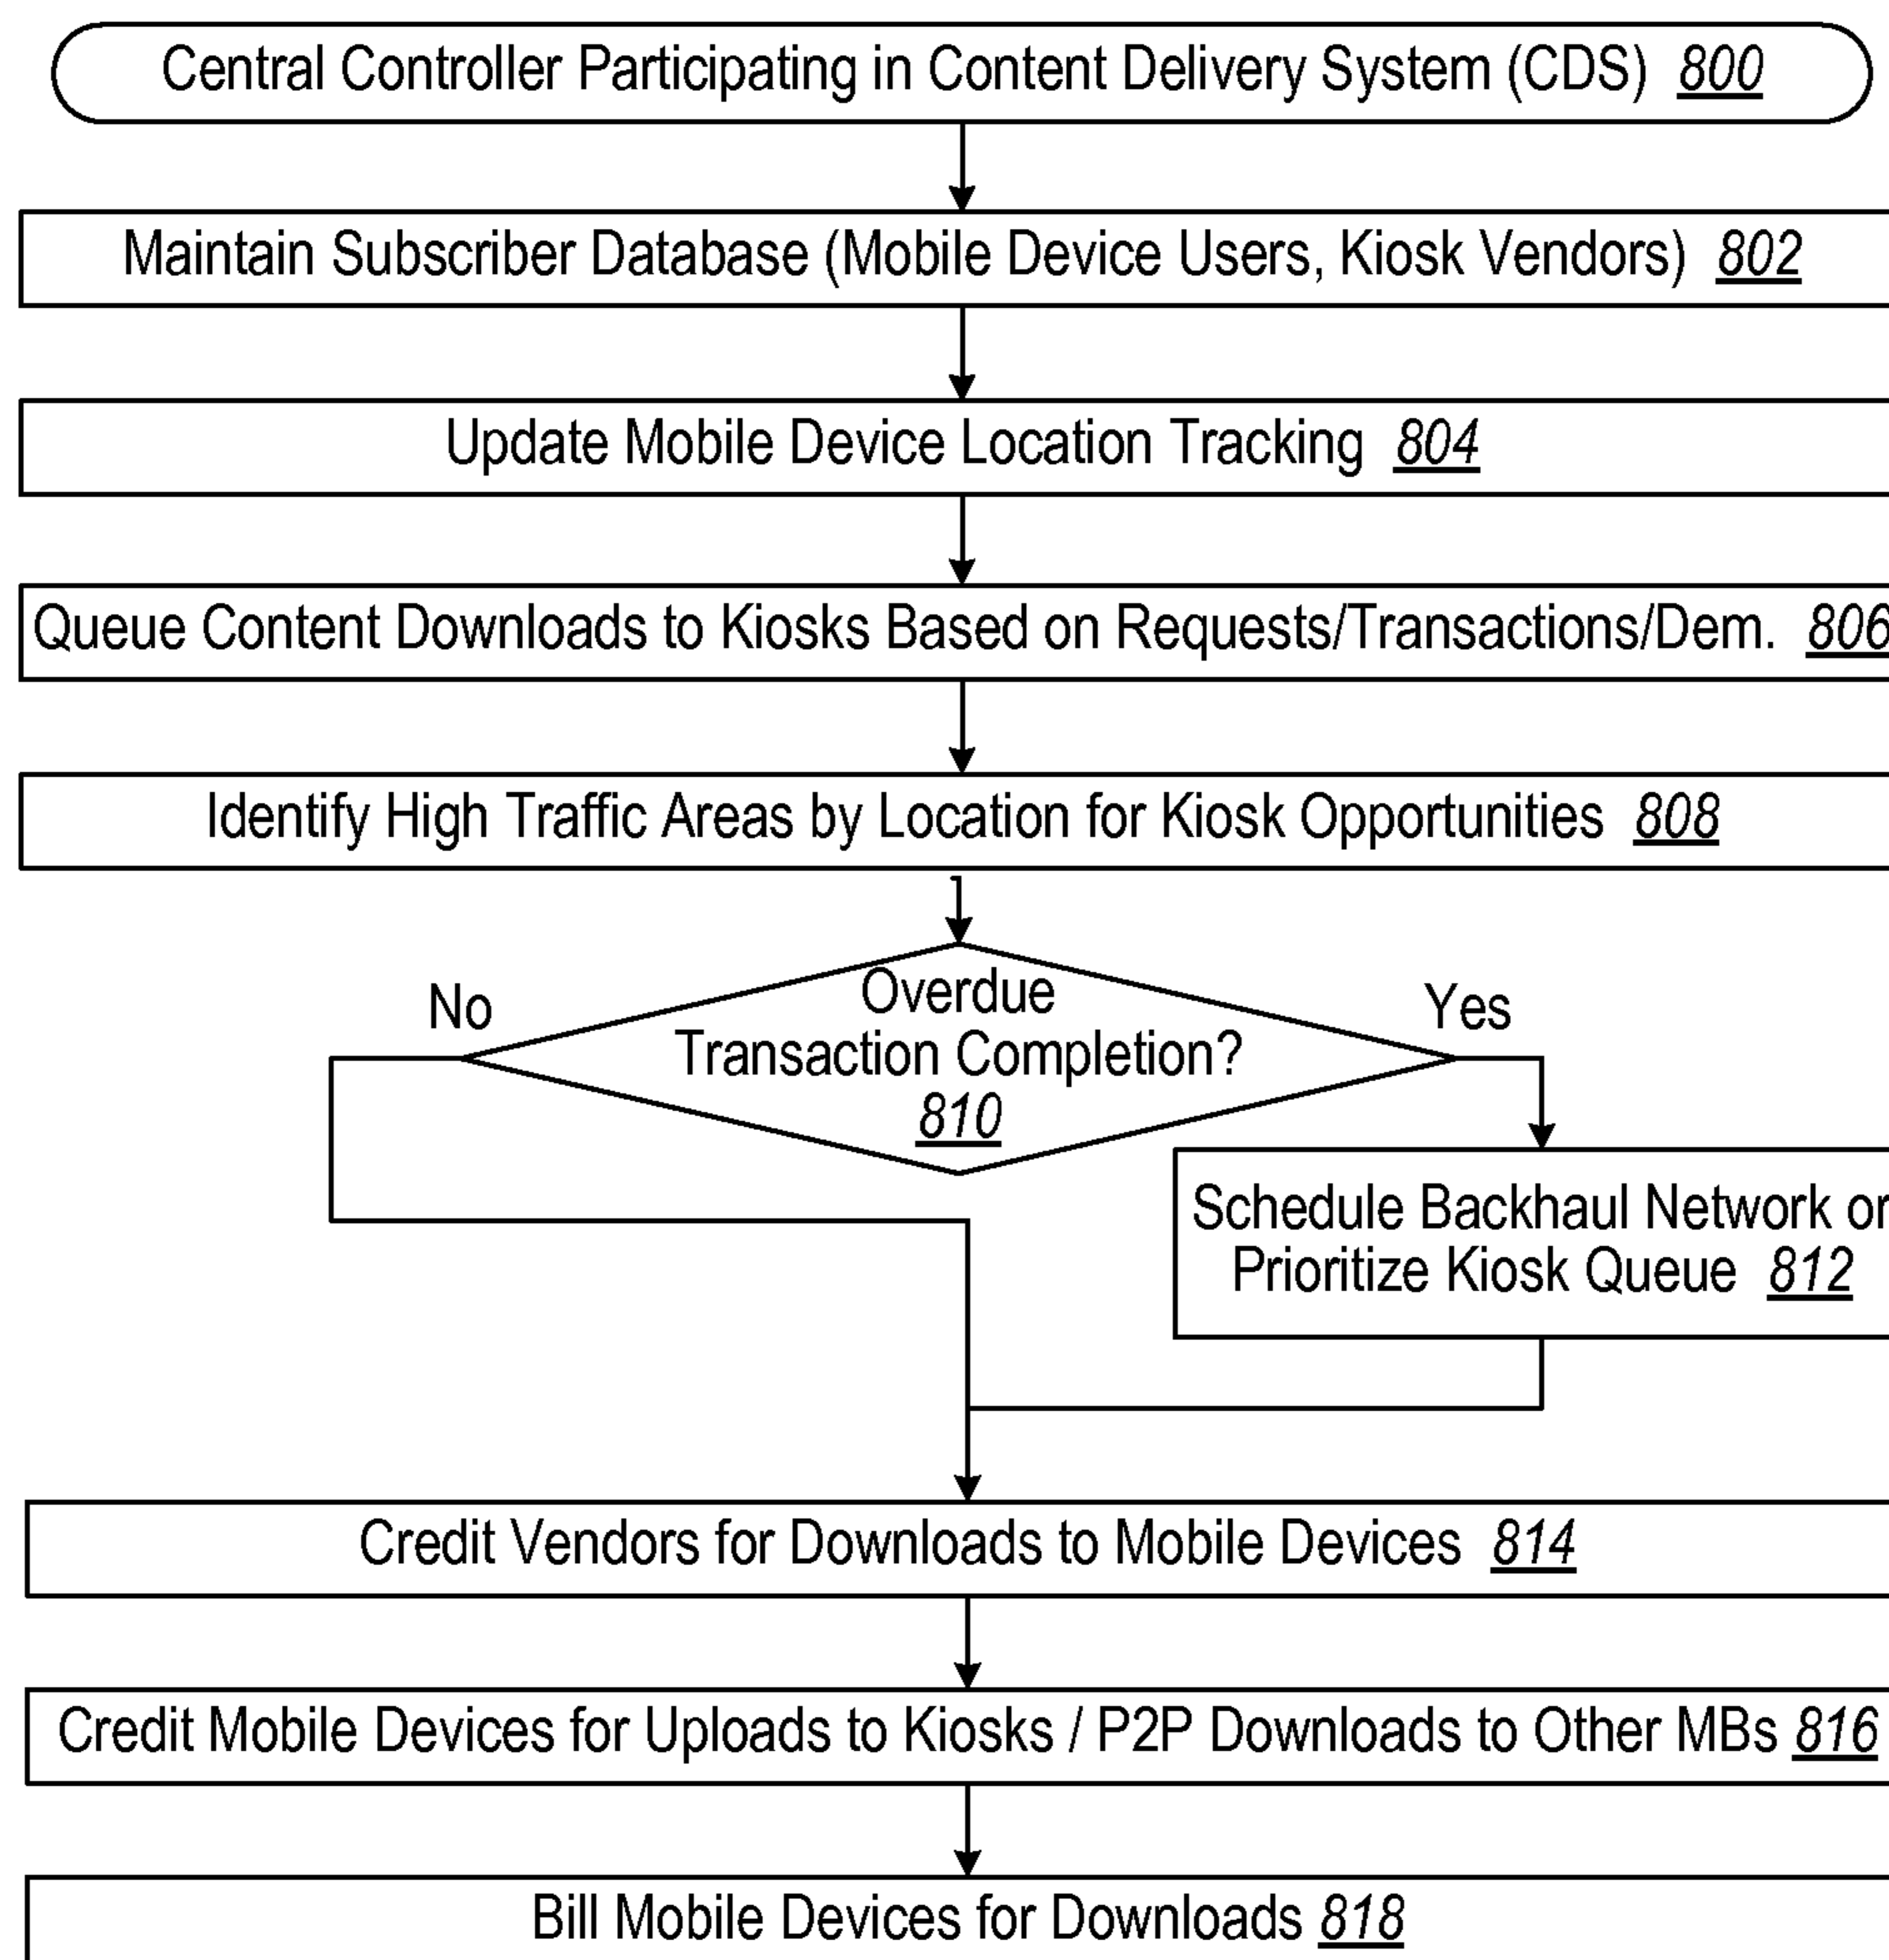 Central Controller Participating in Content Delivery System (CDS) 800
Maintain Subscriber Database (Mobile Device Users, Kiosk Vendors) 802
Update Mobile Device Location Tracking 804
Queue Content Downloads to Kiosks Based on Requests/Transactions/Dem. 806
Identify High Traffic Areas by Location for Kiosk Opportunities 808
No
Overdue
Yes
Transaction Completion?
810
Schedule Backhaul Network or
Prioritize Kiosk Queue 812
Credit Vendors for Downloads to Mobile Devices 814
Credit Mobile Devices for Uploads to Kiosks / P2P Downloads to Other MBs 816
Bill Mobile Devices for Downloads 818